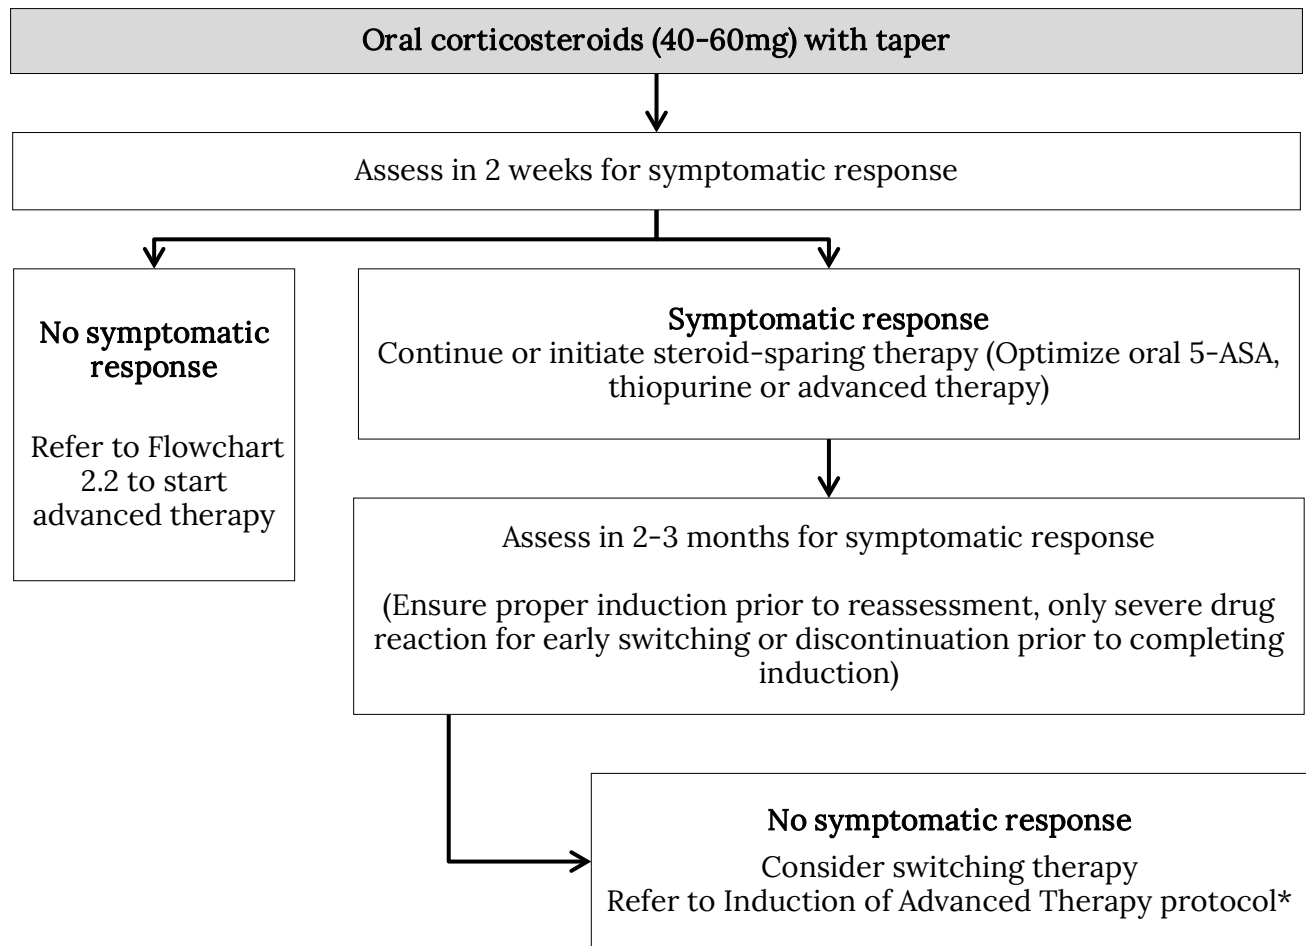 Oral corticosteroids (40-60mg) with taper
Assess in 2 weeks for symptomatic response
No symptomatic
response
Refer to Flowchart
2.2 to start
advanced therapy
Symptomatic response
Continue or initiate steroid-sparing therapy (Optimize oral 5-ASA,
thiopurine or advanced therapy)
Assess in 2-3 months for symptomatic response
(Ensure proper induction prior to reassessment, only severe drug
reaction for early switching or discontinuation prior to completing
induction)
No symptomatic response
Consider switching therapy
Refer to Induction of Advanced Therapy protocol*